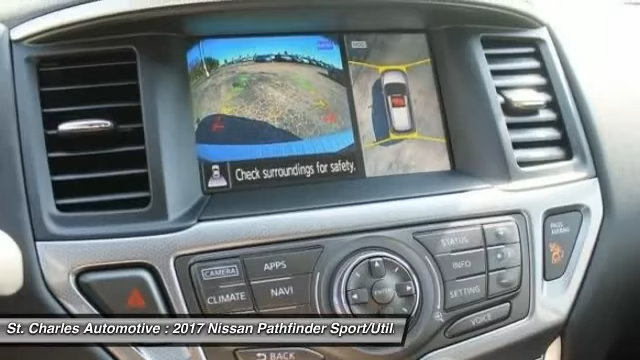 Check surroundings for safety.
CAMERA
APPS
STATUS
PASS
AIRBAG
CLIMATE
NAVI
ENTER
INFO
SETTING
VOICE
BACK
St. Charles Automotive : 2017 Nissan Pathfinder Sport/Util.